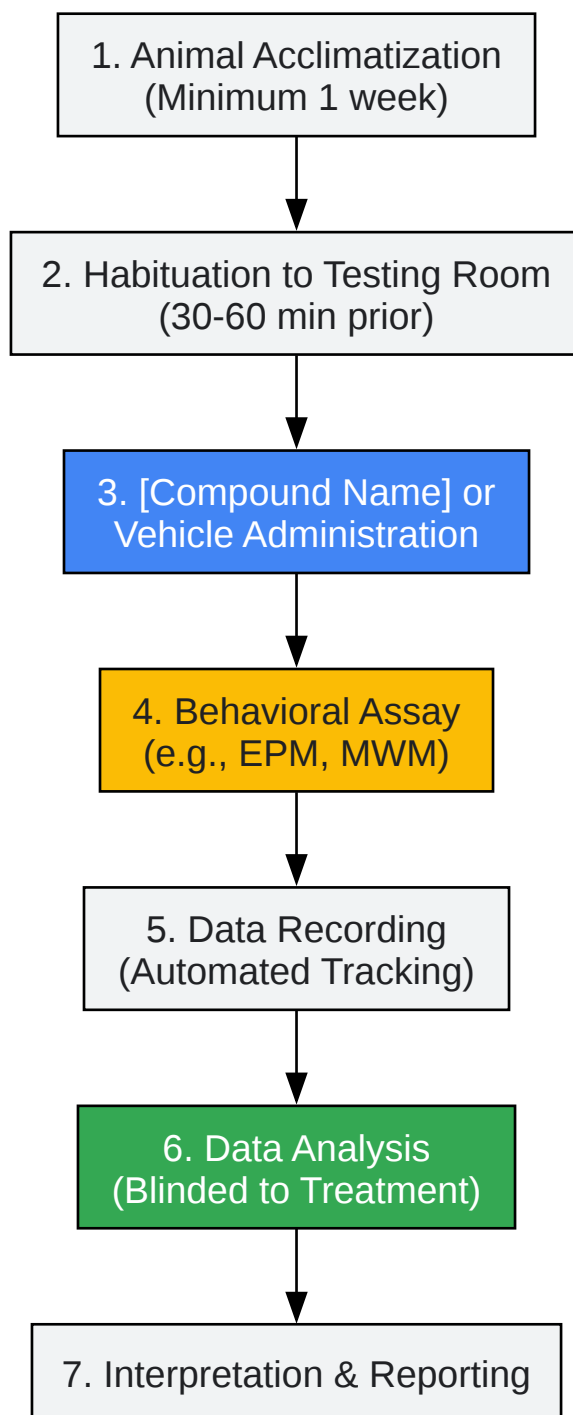 1. Animal Acclimatization
(Minimum 1 week)
2. Habituation to Testing Room
(30-60 min prior)
3. [Compound Name] or
Vehicle Administration
4. Behavioral Assay
(e.g., EPM, MWM)
5. Data Recording
(Automated Tracking)
6. Data Analysis
(Blinded to Treatment)
7. Interpretation & Reporting